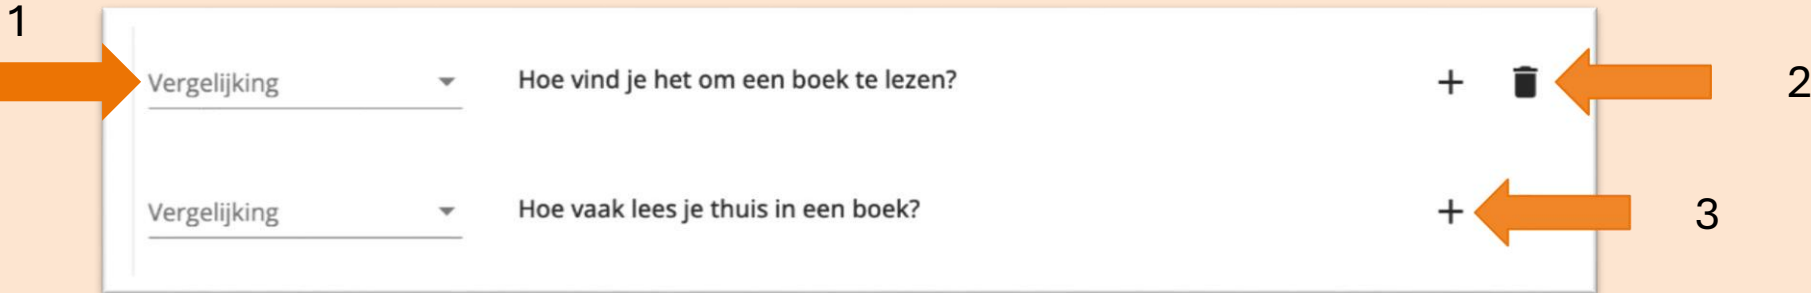 1
Vergelijking Hoe vind je het om een boek te lezen? + 2
Vergelijking Hoe vaak lees je thuis in een boek? + 3